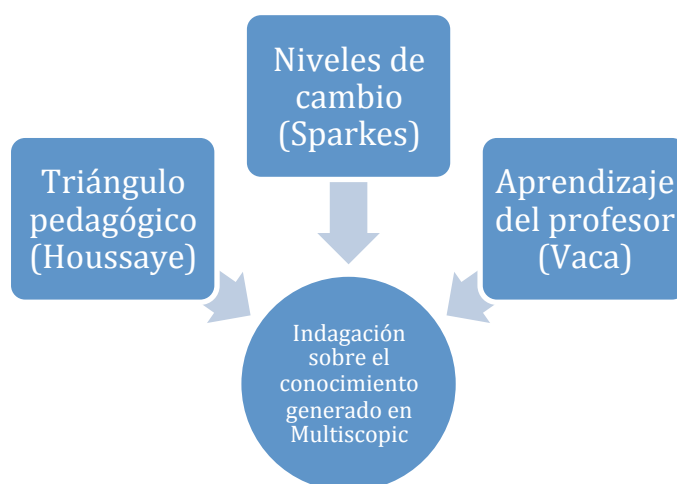 Niveles de
cambio
(Sparkes)
Triángulo
pedagógico
(Houssaye)
Aprendizaje
del profesor
(Vaca)
Indagación
sobre el
conocimiento
generado en
Multiscopic